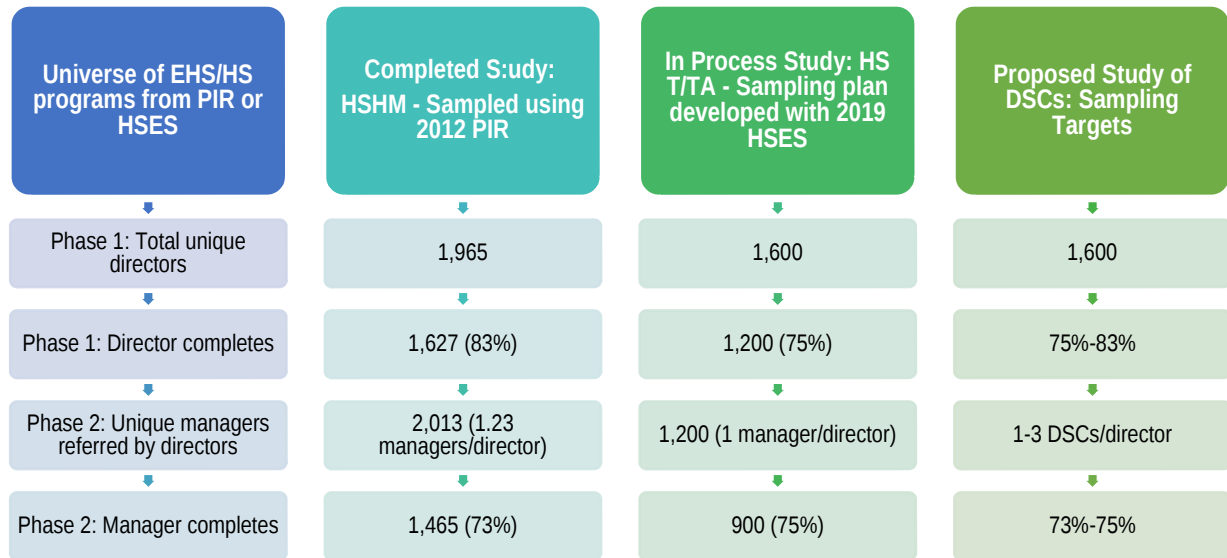 Universe of EHS/HS
programs from PIR or
HSES
Completed S:udy:
HSHM - Sampled using
2012 PIR
In Process Study: HS
T/TA - Sampling plan
developed with 2019
HSES
Proposed Study of
DSCs: Sampling
Targets
Phase 1: Total unique
directors
1,965
1,600
1,600
Phase 1: Director completes
1,627 (83%)
1,200 (75%)
75%-83%
Phase 2: Unique managers
referred by directors
2,013 (1.23
managers/director)
1,200 (1 manager/director)
1-3 DSCs/director
Phase 2: Manager completes
1,465 (73%)
900 (75%)
73%-75%